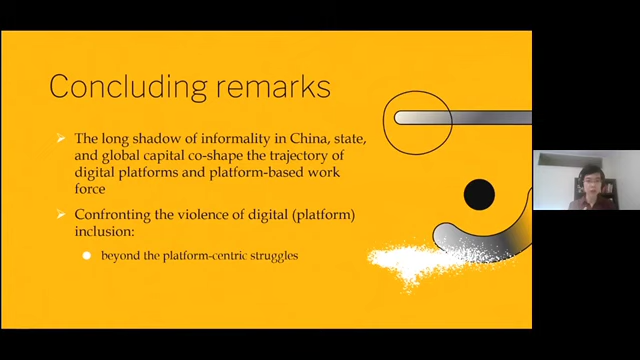 Concluding remarks
The long shadow of informality in China, state,
and global capital co-shape the trajectory of
digital platforms and platform-based work
force
Confronting the violence of digital (platform)
inclusion:
beyond the platform-centric struggles